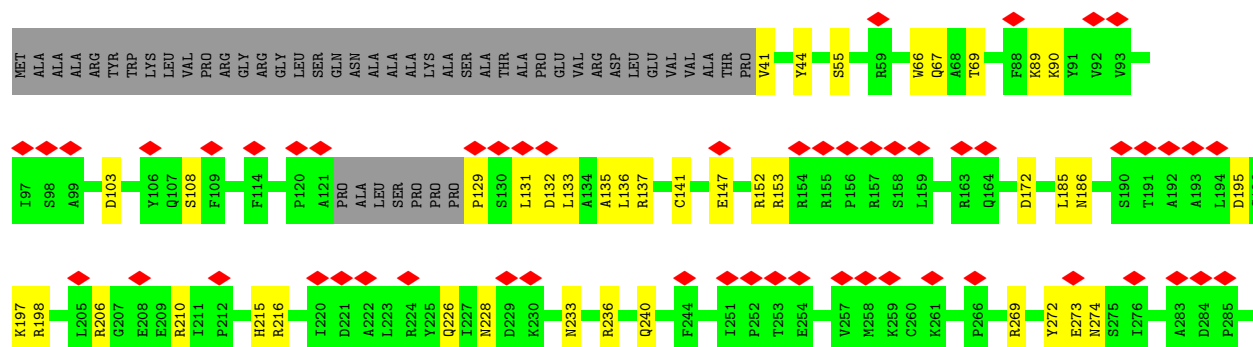 MET ALA ALA ALA ARG TYR TRP LYS LEU VAL PRO ARG GLY ARG GLY LEU SER GLN ASN ALA ALA ALA LYS ALA SER ALA THR ALA PRO GLU VAL ARG ASP LEU GLU VAL VAL ALA THR PRO V41 Y44 S55 R59 W66 Q67 A68 T69 F88 K89 K90 Y91 V92 V93
I97 S98 A99 D103 Y106 Q107 S108 F109 F114 P120 A121 PRO ALA LEU SER PRO PRO PRO P129 S130 L131 D132 L133 A134 A135 L136 R137 C141 E147 R152 R153 R154 R155 P156 R157 S158 L159 R163 Q164 D172 L185 N186 S190 T191 A192 A193 L194 D195
K197 R198 L205 R206 G207 E208 E209 R210 I211 P212 H215 R216 I220 D221 A222 L223 R224 Y225 Q226 I227 N228 D229 K230 N233 R236 Q240 F244 I251 P252 T253 E254 V257 M258 K259 C260 K261 P266 R269 Y272 E273 N274 S275 I276 A283 D284 P285